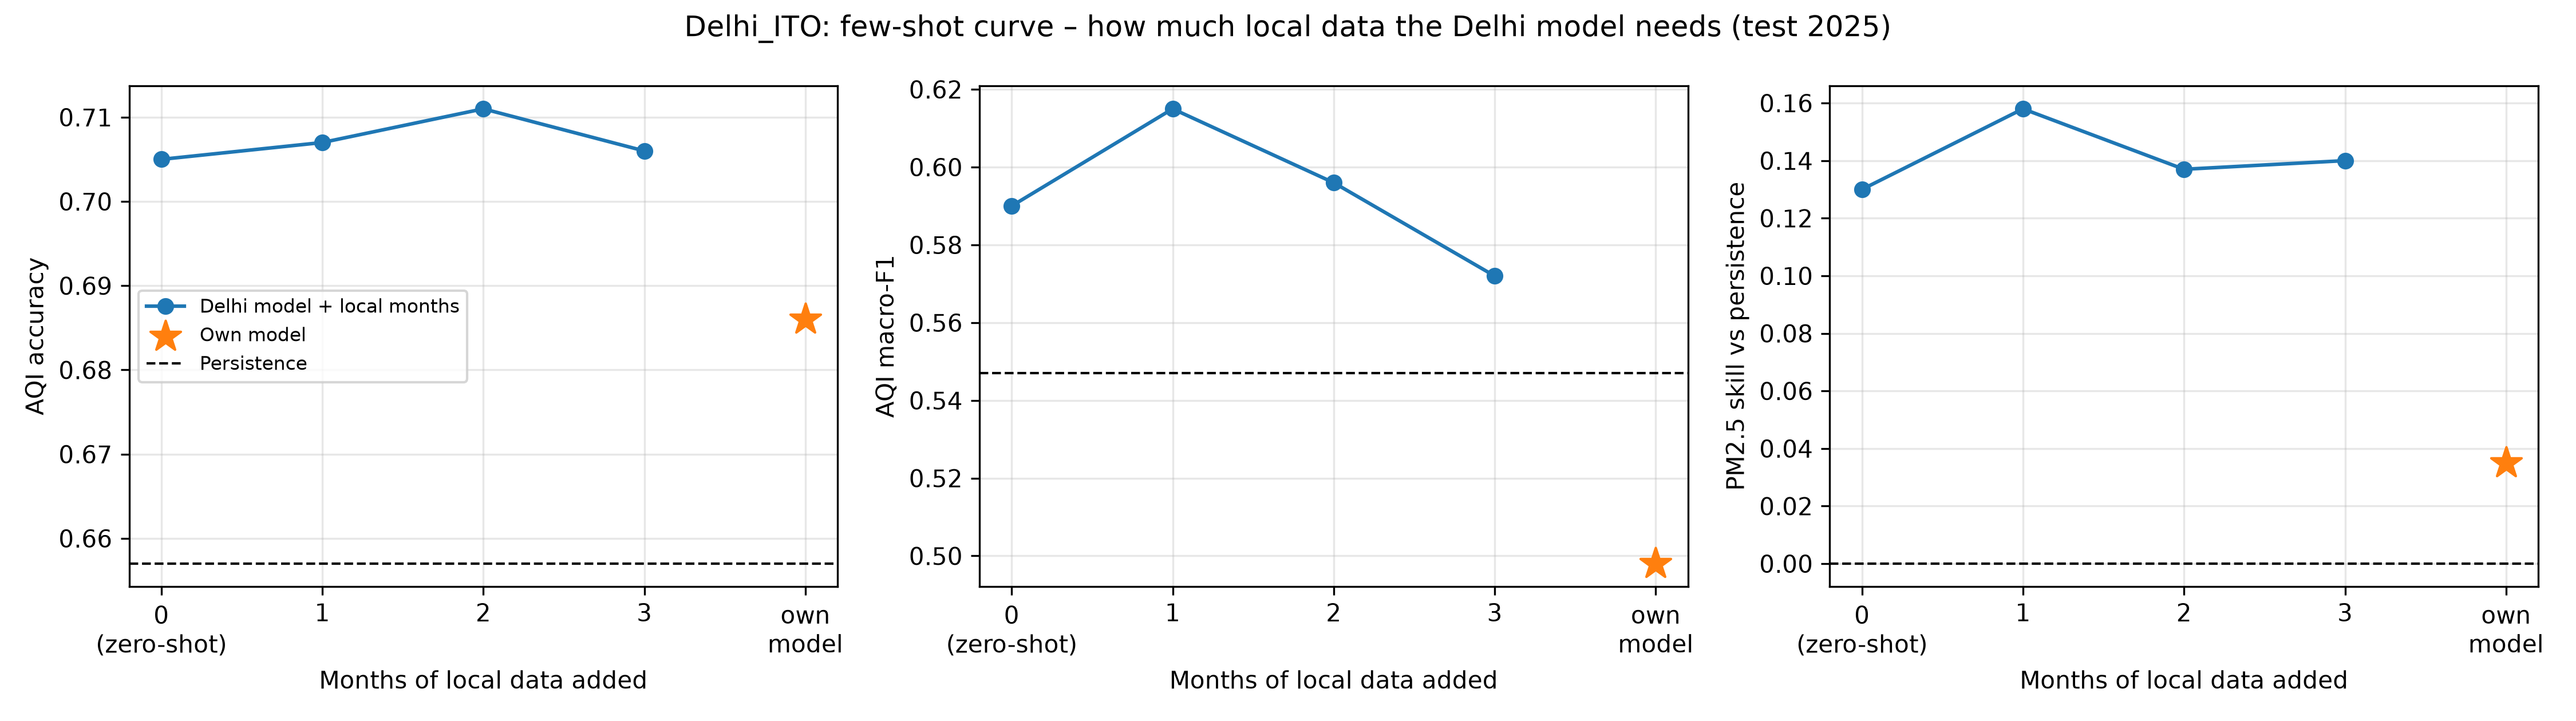 Delhi_ITO: few-shot curve – how much local data the Delhi model needs (test 2025)
AQI accuracy
0.71
0.70
0.69
0.68
0.67
0.66
Delhi model + local months
Own model
Persistence
0
(zero-shot)
1
2
3
own
model
Months of local data added
AQI macro-F1
0.62
0.60
0.58
0.56
0.54
0.52
0.50
0
(zero-shot)
1
2
3
own
model
Months of local data added
PM2.5 skill vs persistence
0.16
0.14
0.12
0.10
0.08
0.06
0.04
0.02
0.00
0
(zero-shot)
1
2
3
own
model
Months of local data added